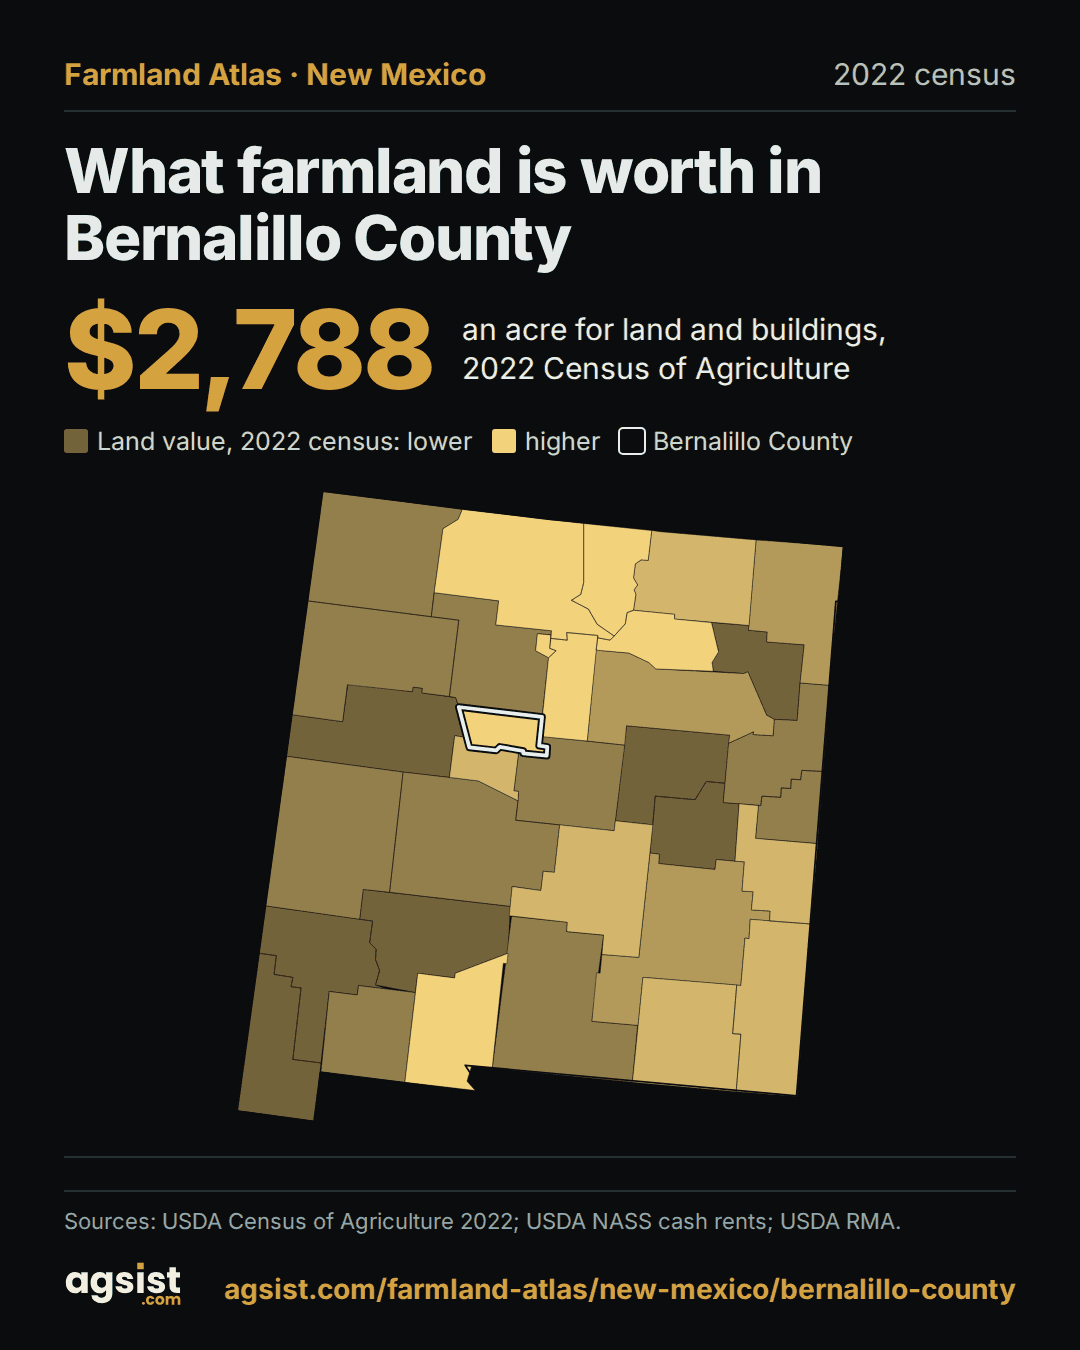 Farmland Atlas · New Mexico
2022 census
What farmland is worth in
Bernalillo County
$2,788
an acre for land and buildings,
2022 Census of Agriculture
Land value, 2022 census: lower
higher
Bernalillo County
Sources: USDA Census of Agriculture 2022; USDA NASS cash rents; USDA RMA.
agsist
.com
agsist.com/farmland-atlas/new-mexico/bernalillo-county